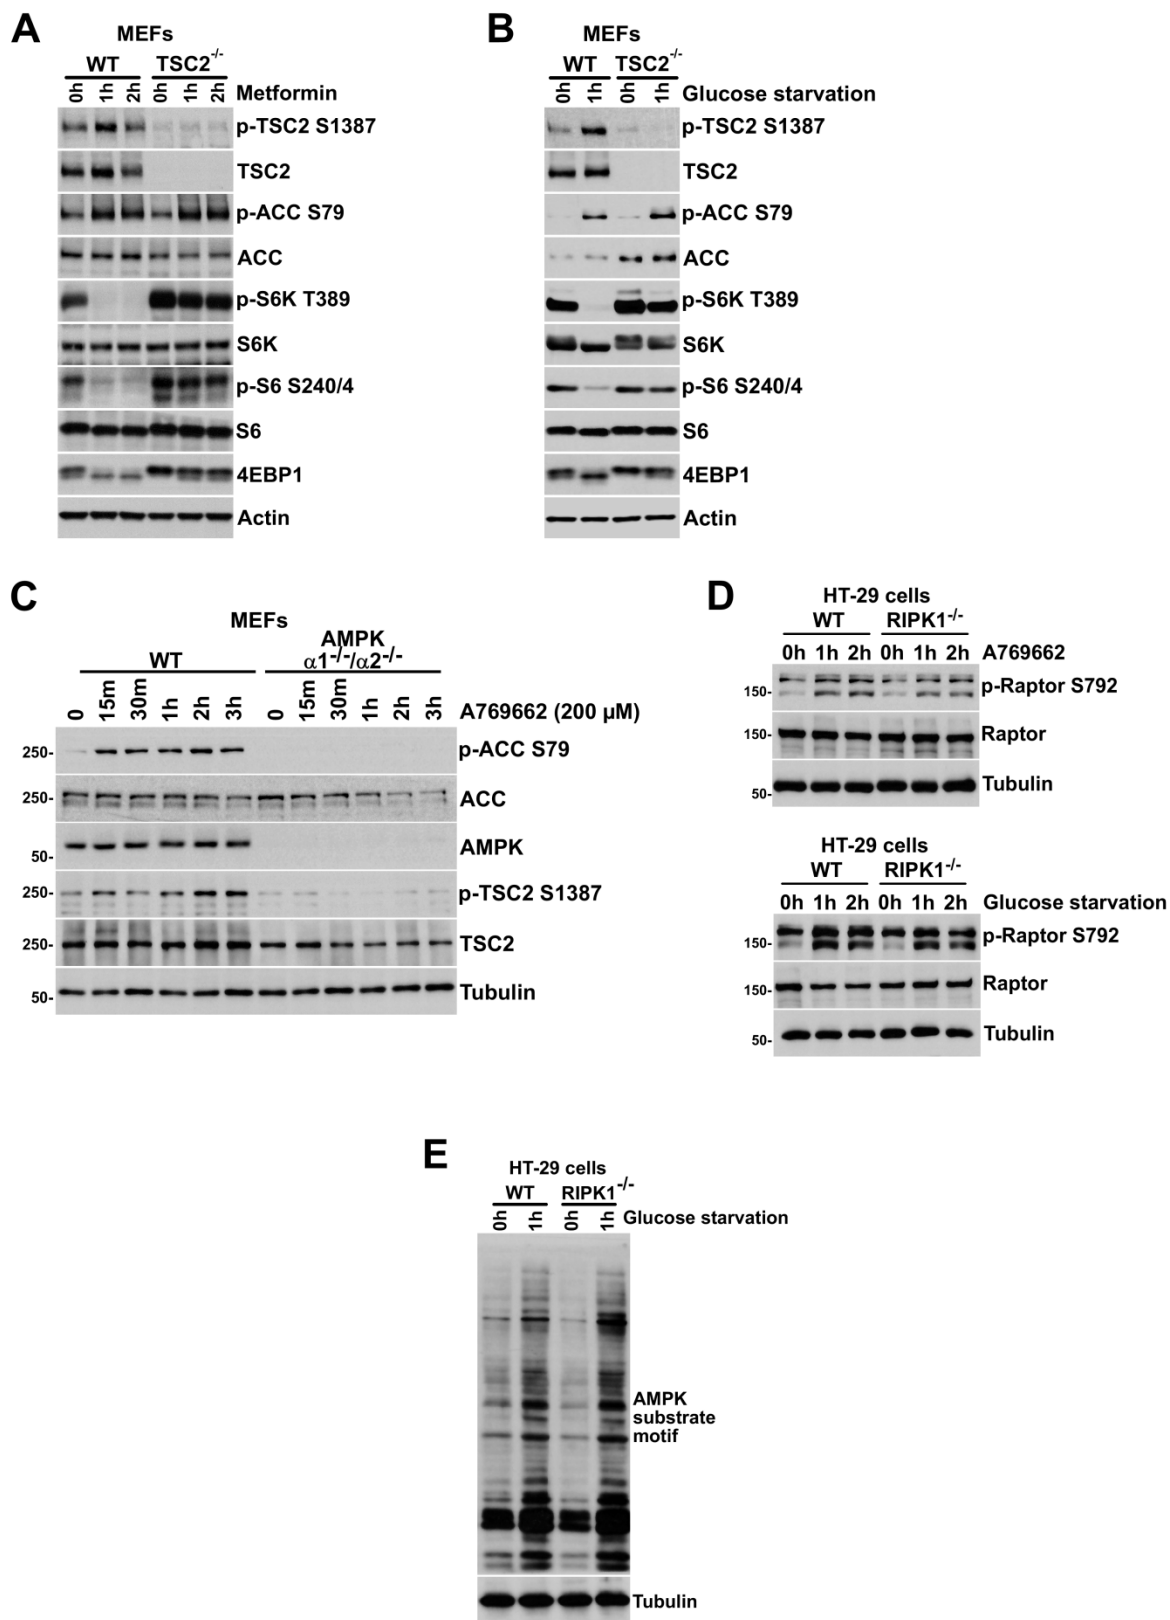 A
MEFs
WT TSC2-/-
0h 1h 2h 0h 1h 2h Metformin
p-TSC2 S1387
TSC2
p-ACC S79
ACC
p-S6K T389
S6K
p-S6 S240/4
S6
4EBP1
Actin
B
MEFs
WT TSC2-/-
0h 1h 0h 1h Glucose starvation
p-TSC2 S1387
TSC2
p-ACC S79
ACC
p-S6K T389
S6K
p-S6 S240/4
S6
4EBP1
Actin
C
MEFs
AMPK
WT α1-/-/α2-/-
0 15m 30m 1h 2h 3h 0 15m 30m 1h 2h 3h A769662 (200 µM)
250- p-ACC S79
250- ACC
50- AMPK
250- p-TSC2 S1387
250- TSC2
50- Tubulin
D
HT-29 cells
WT RIPK1-/-
0h 1h 2h 0h 1h 2h A769662
150- p-Raptor S792
150- Raptor
50- Tubulin
HT-29 cells
WT RIPK1-/-
0h 1h 2h 0h 1h 2h Glucose starvation
150- p-Raptor S792
150- Raptor
50- Tubulin
E
HT-29 cells
WT RIPK1-/-
0h 1h 0h 1h Glucose starvation
AMPK
substrate
motif
Tubulin